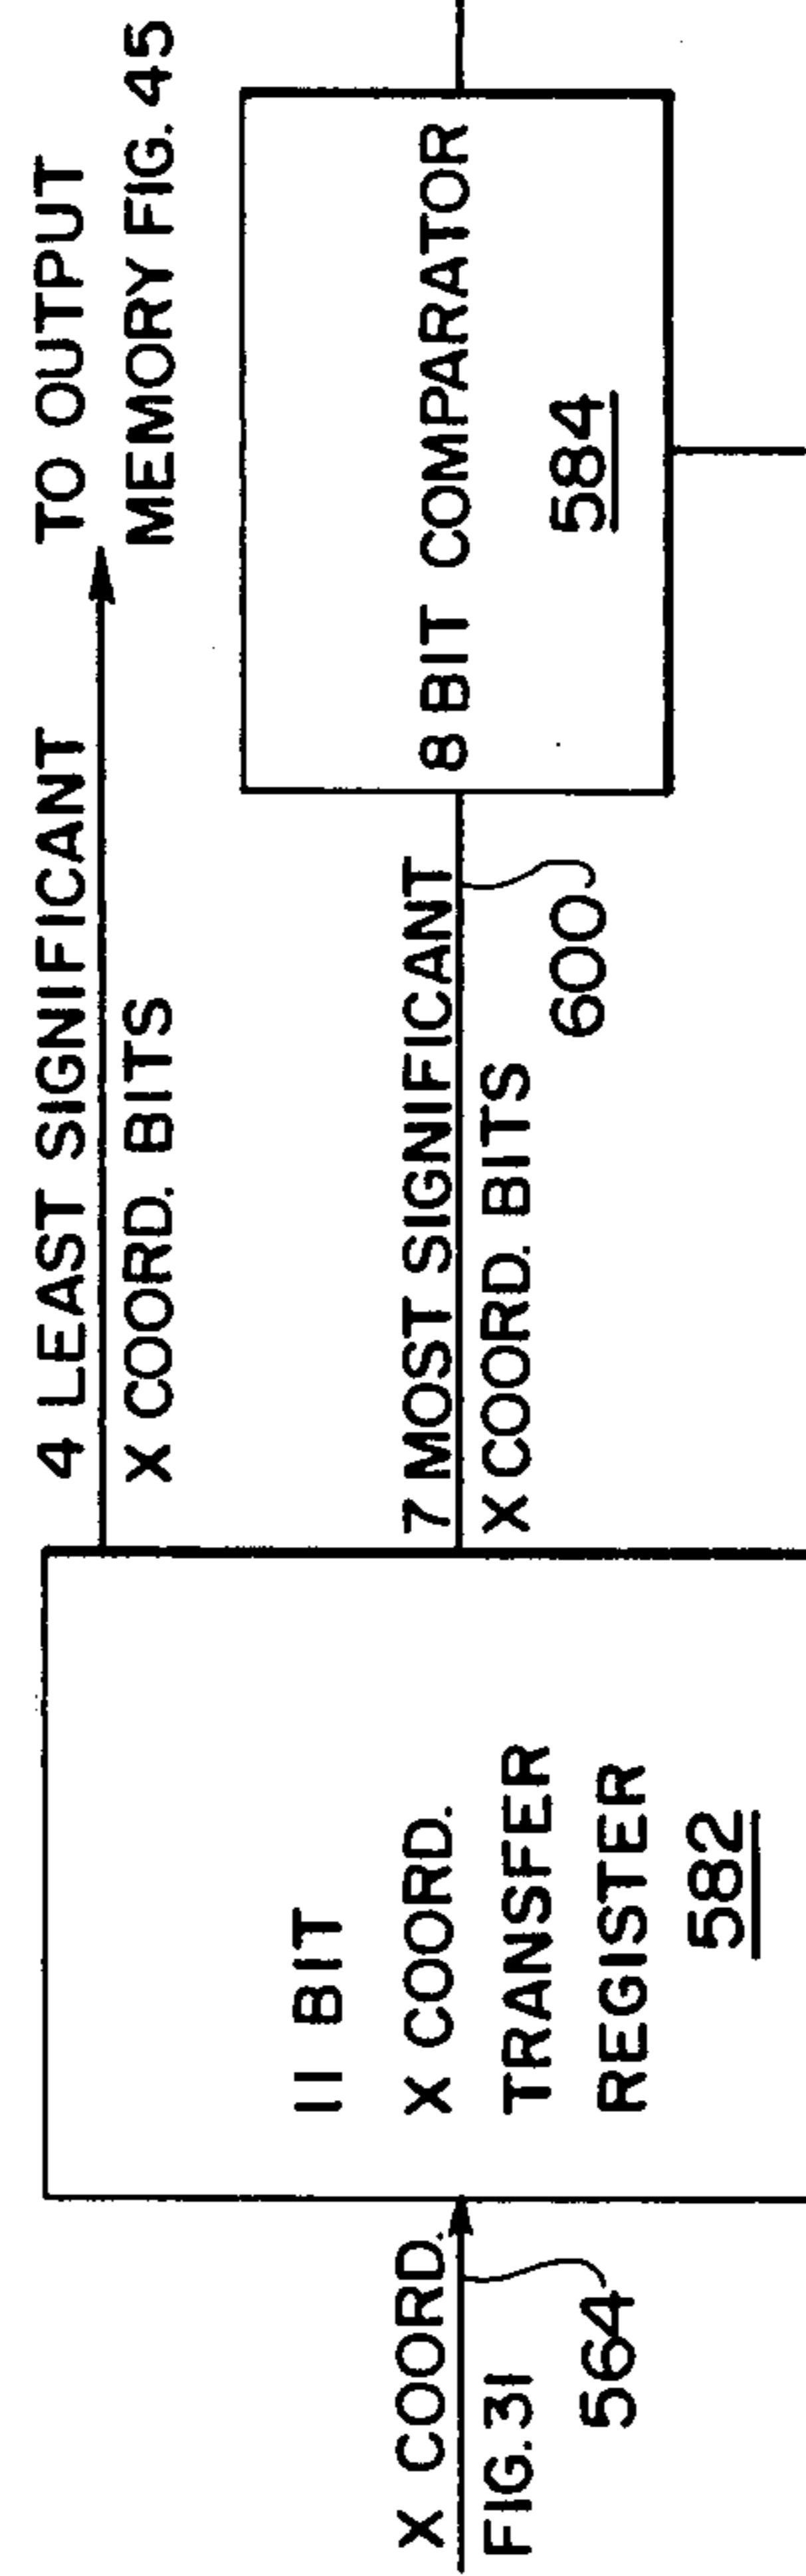 X COORD.
FIG. 31
564
11 BIT
X COORD.
TRANSFER
REGISTER
582
4 LEAST SIGNIFICANT
X COORD. BITS
TO OUTPUT
MEMORY FIG. 45
7 MOST SIGNIFICANT
X COORD. BITS
600
8 BIT COMPARATOR
584